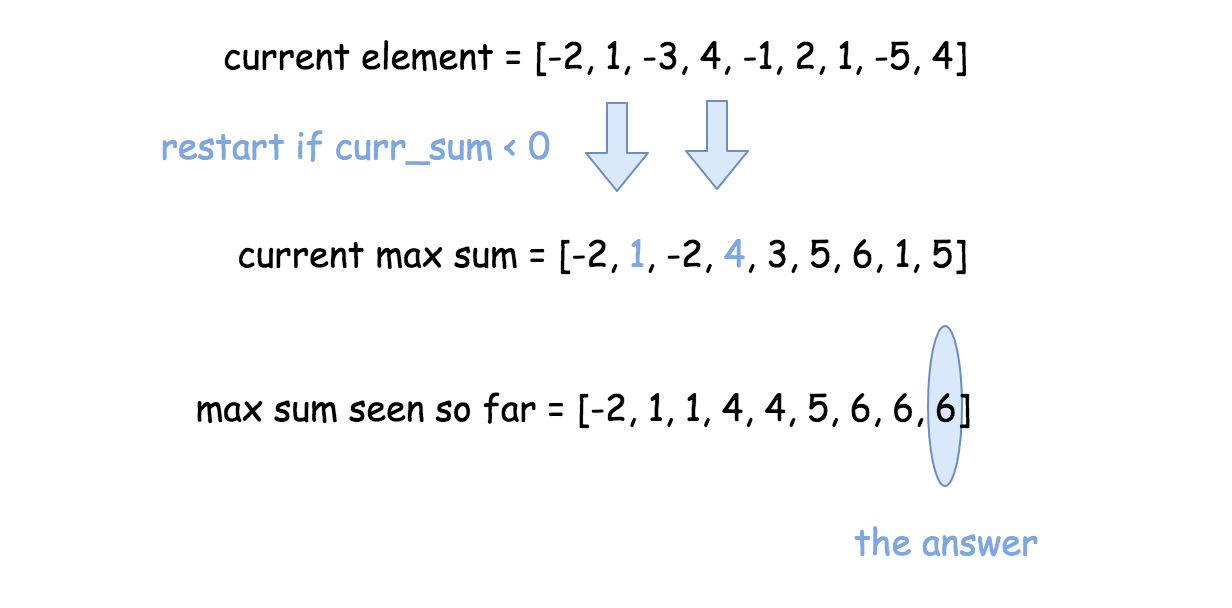 current element = [-2, 1, -3, 4, -1, 2, 1, -5, 4]
restart if curr_sum < 0
current max sum = [-2, 1, -2, 4, 3, 5, 6, 1, 5]
max sum seen so far = [-2, 1, 1, 4, 4, 5, 6, 6, 6]
the answer